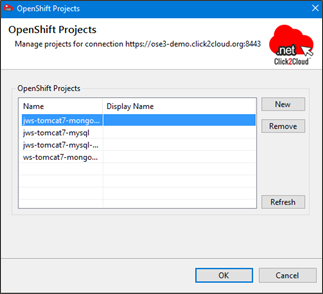 OpenShift Projects
OpenShift Projects
Manage projects for connection https://ose3-demo.click2cloud.org:8443
.net
Click2Cloud
OpenShift Projects
Name Display Name
New
jws-tomcat7-mongo...
Remove
jws-tomcat7-mysql
jws-tomcat7-mysql-...
ws-tomcat7-mongo...
Refresh
OK Cancel